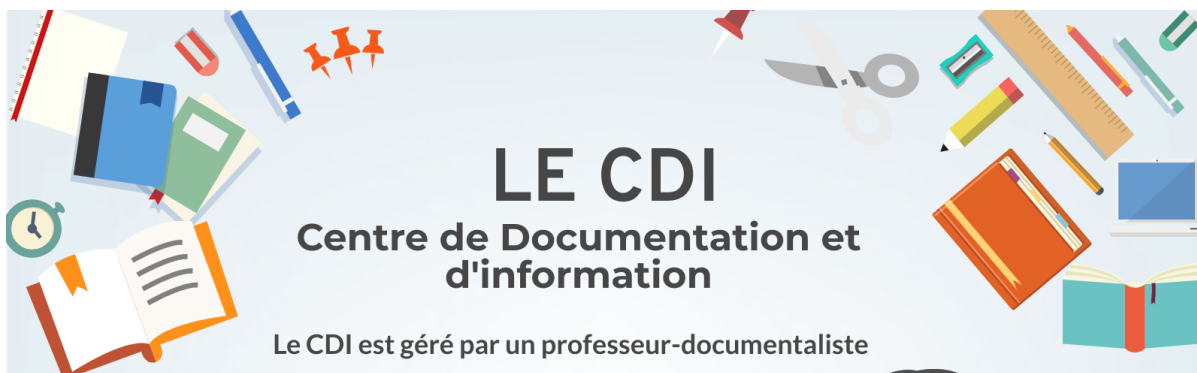 LE CDI
Centre de Documentation et
d'information
Le CDI est géré par un professeur-documentaliste